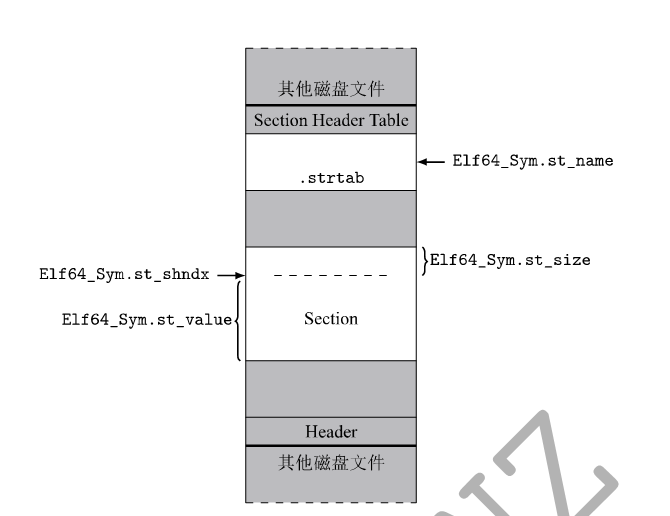 其他磁盘文件
Section Header Table
Elf64_Sym.st_name
.strtab
Elf64_Sym.st_size
Elf64_Sym.st_shndx
Elf64_Sym.st_value
Section
Header
其他磁盘文件